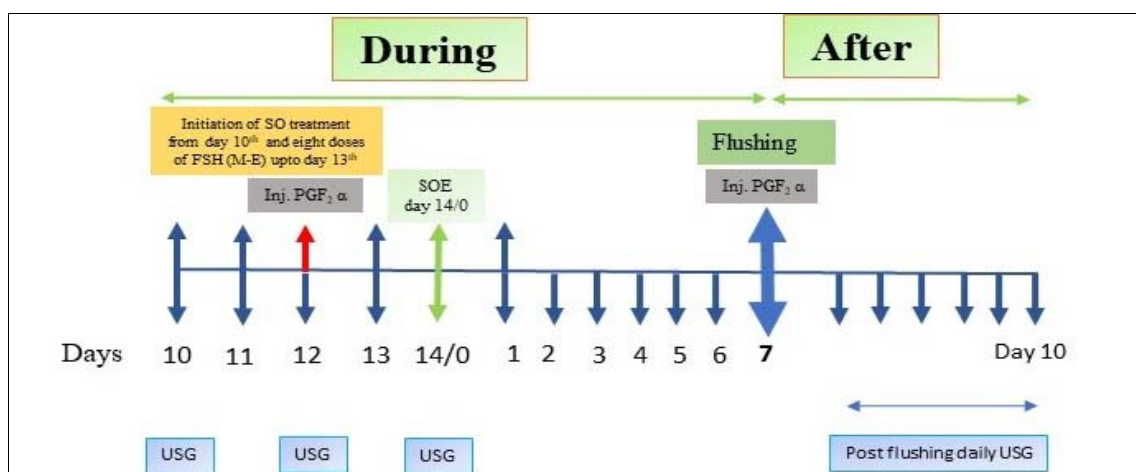 During
After
Initiation of SO treatment
from day 10th and eight doses
of FSH (M-E) upto day 13th
Inj. PGF2 α
SOE
day 14/0
Flushing
Inj. PGF2 α
Days 10 11 12 13 14/0 1 2 3 4 5 6 7 Day 10
USG USG USG Post flushing daily USG